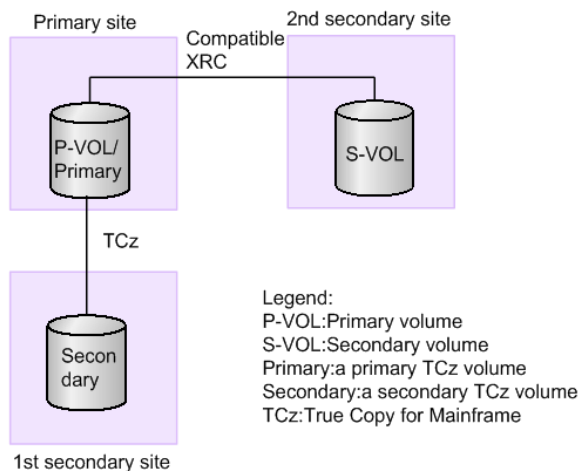 Primary site
2nd secondary site
Compatible
XRC
P-VOL/
Primary
S-VOL
TCz
Secon
dary
1st secondary site
Legend:
P-VOL:Primary volume
S-VOL:Secondary volume
Primary:a primary TCz volume
Secondary:a secondary TCz volume
TCz:True Copy for Mainframe